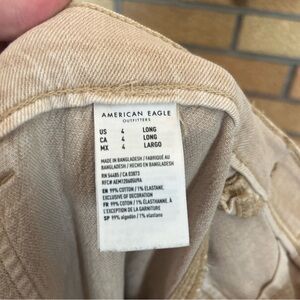 AMERICAN EAGLE
OUTFITTERS
US 4 LONG
CA 4 LONG
MX 4 LARGO
MADE IN BANGLADESH / FABRIQUÉ AU
BANGLADESH / HECHO EN BANGLADESH
RN 54485 / CA 03873
EN 99% COTTON / 1% ELASTANE,
EXCLUSIVE OF DECORATION
FR 99% COTON / 1% ELASTHANNE, À
L'EXCEPTION DE LA GARNITURE
SP 99% algodón / 1% elastano